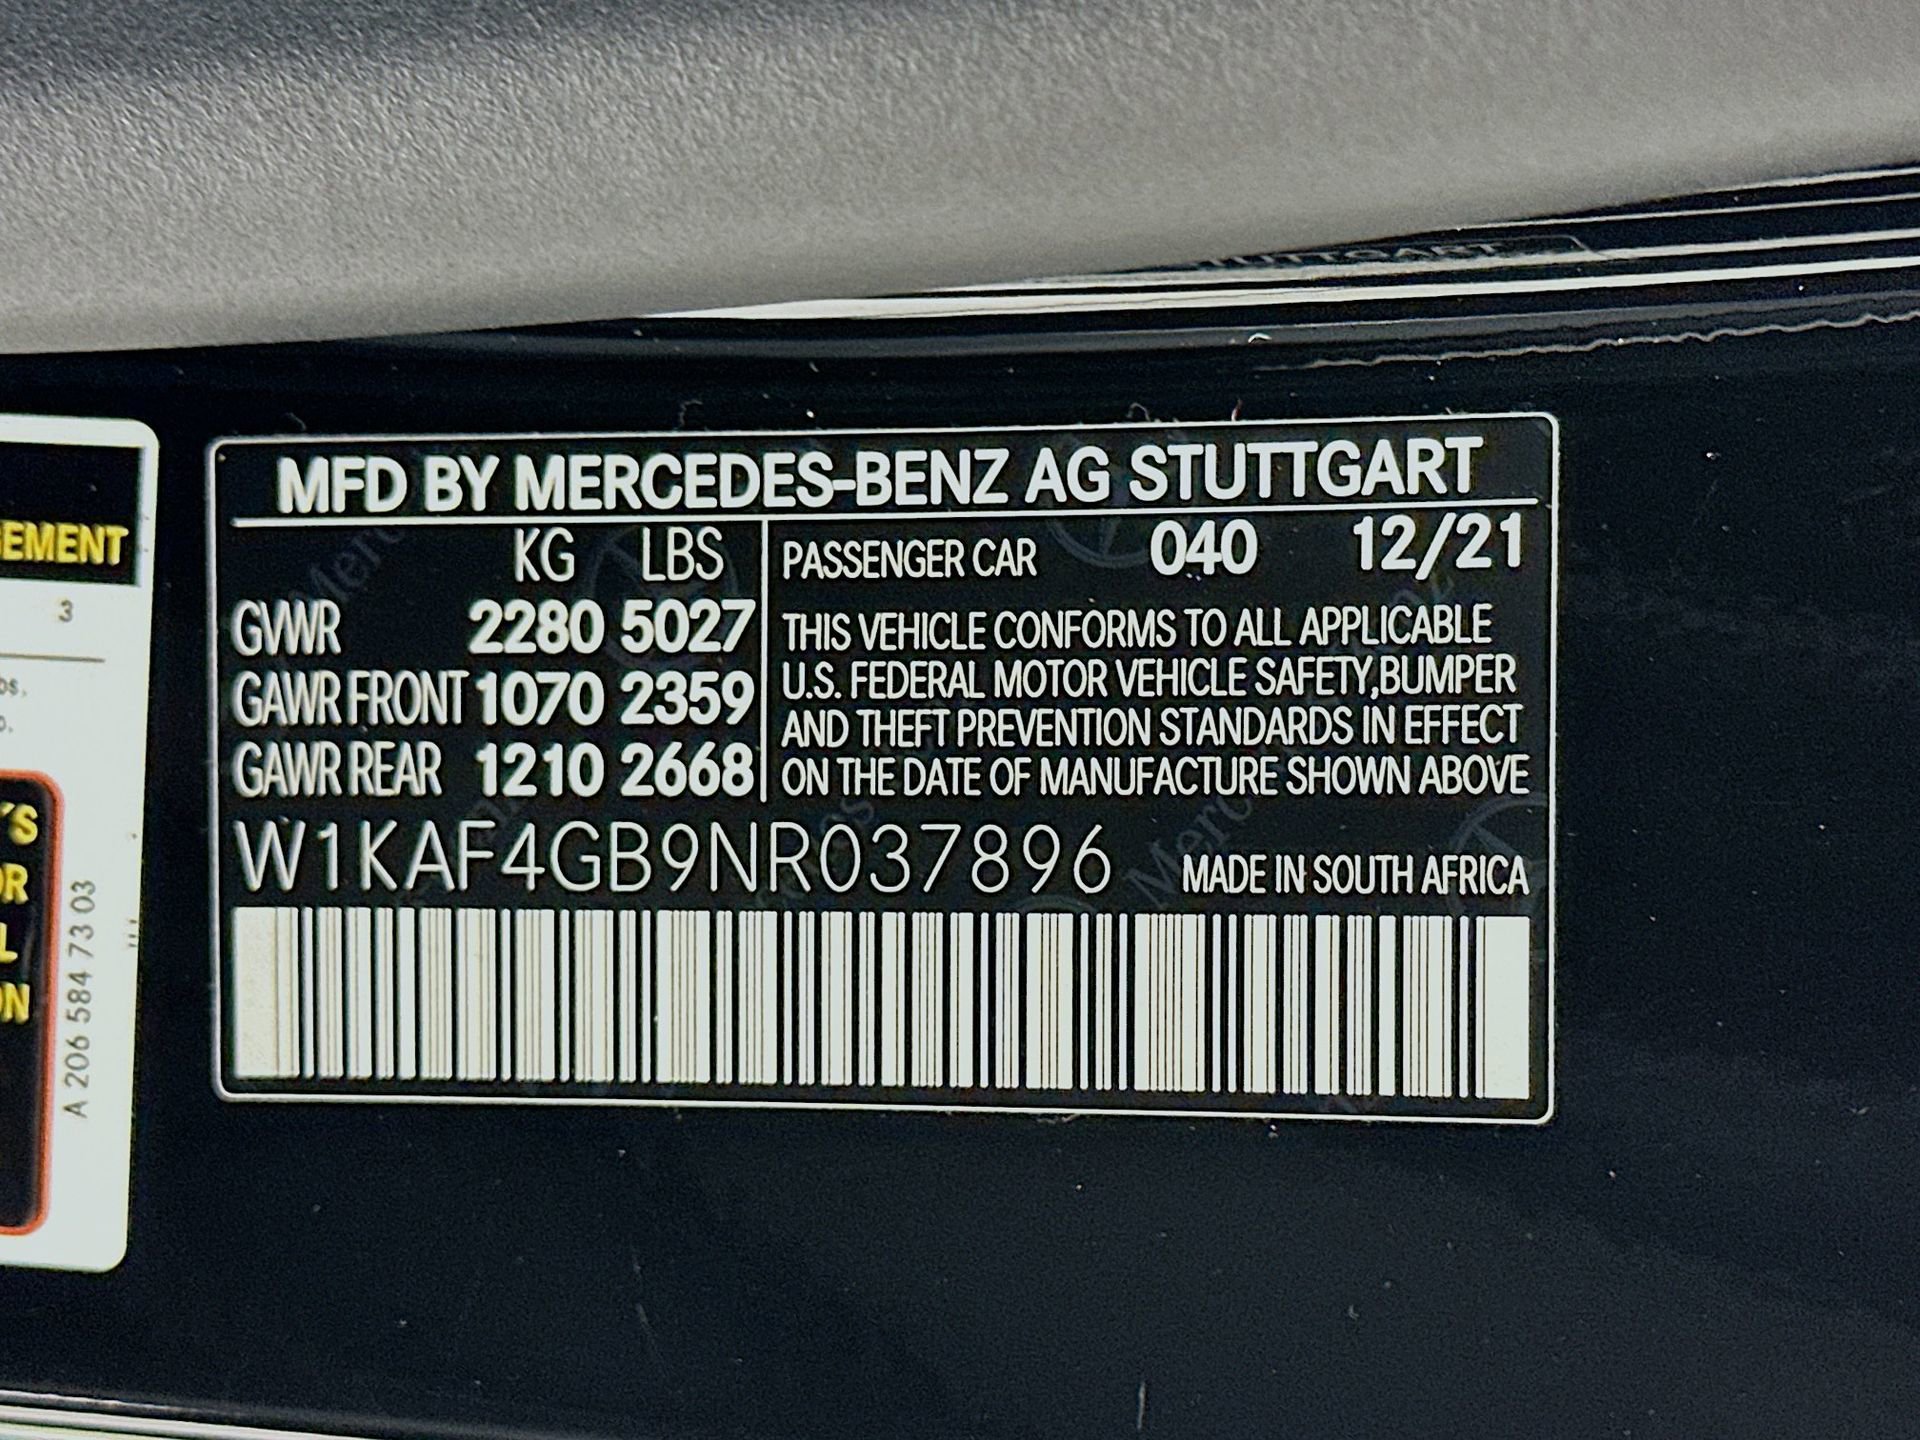 STUTTGART
EMENT
3
'S
OR
L
ON
A 206 584 73 03
MFD BY MERCEDES-BENZ AG STUTTGART
KG LBS
GVWR 2280 5027
GAWR FRONT 1070 2359
GAWR REAR 1210 2668
PASSENGER CAR 040 12/21
THIS VEHICLE CONFORMS TO ALL APPLICABLE
U.S. FEDERAL MOTOR VEHICLE SAFETY,BUMPER
AND THEFT PREVENTION STANDARDS IN EFFECT
ON THE DATE OF MANUFACTURE SHOWN ABOVE
W1KAF4GB9NR037896 MADE IN SOUTH AFRICA